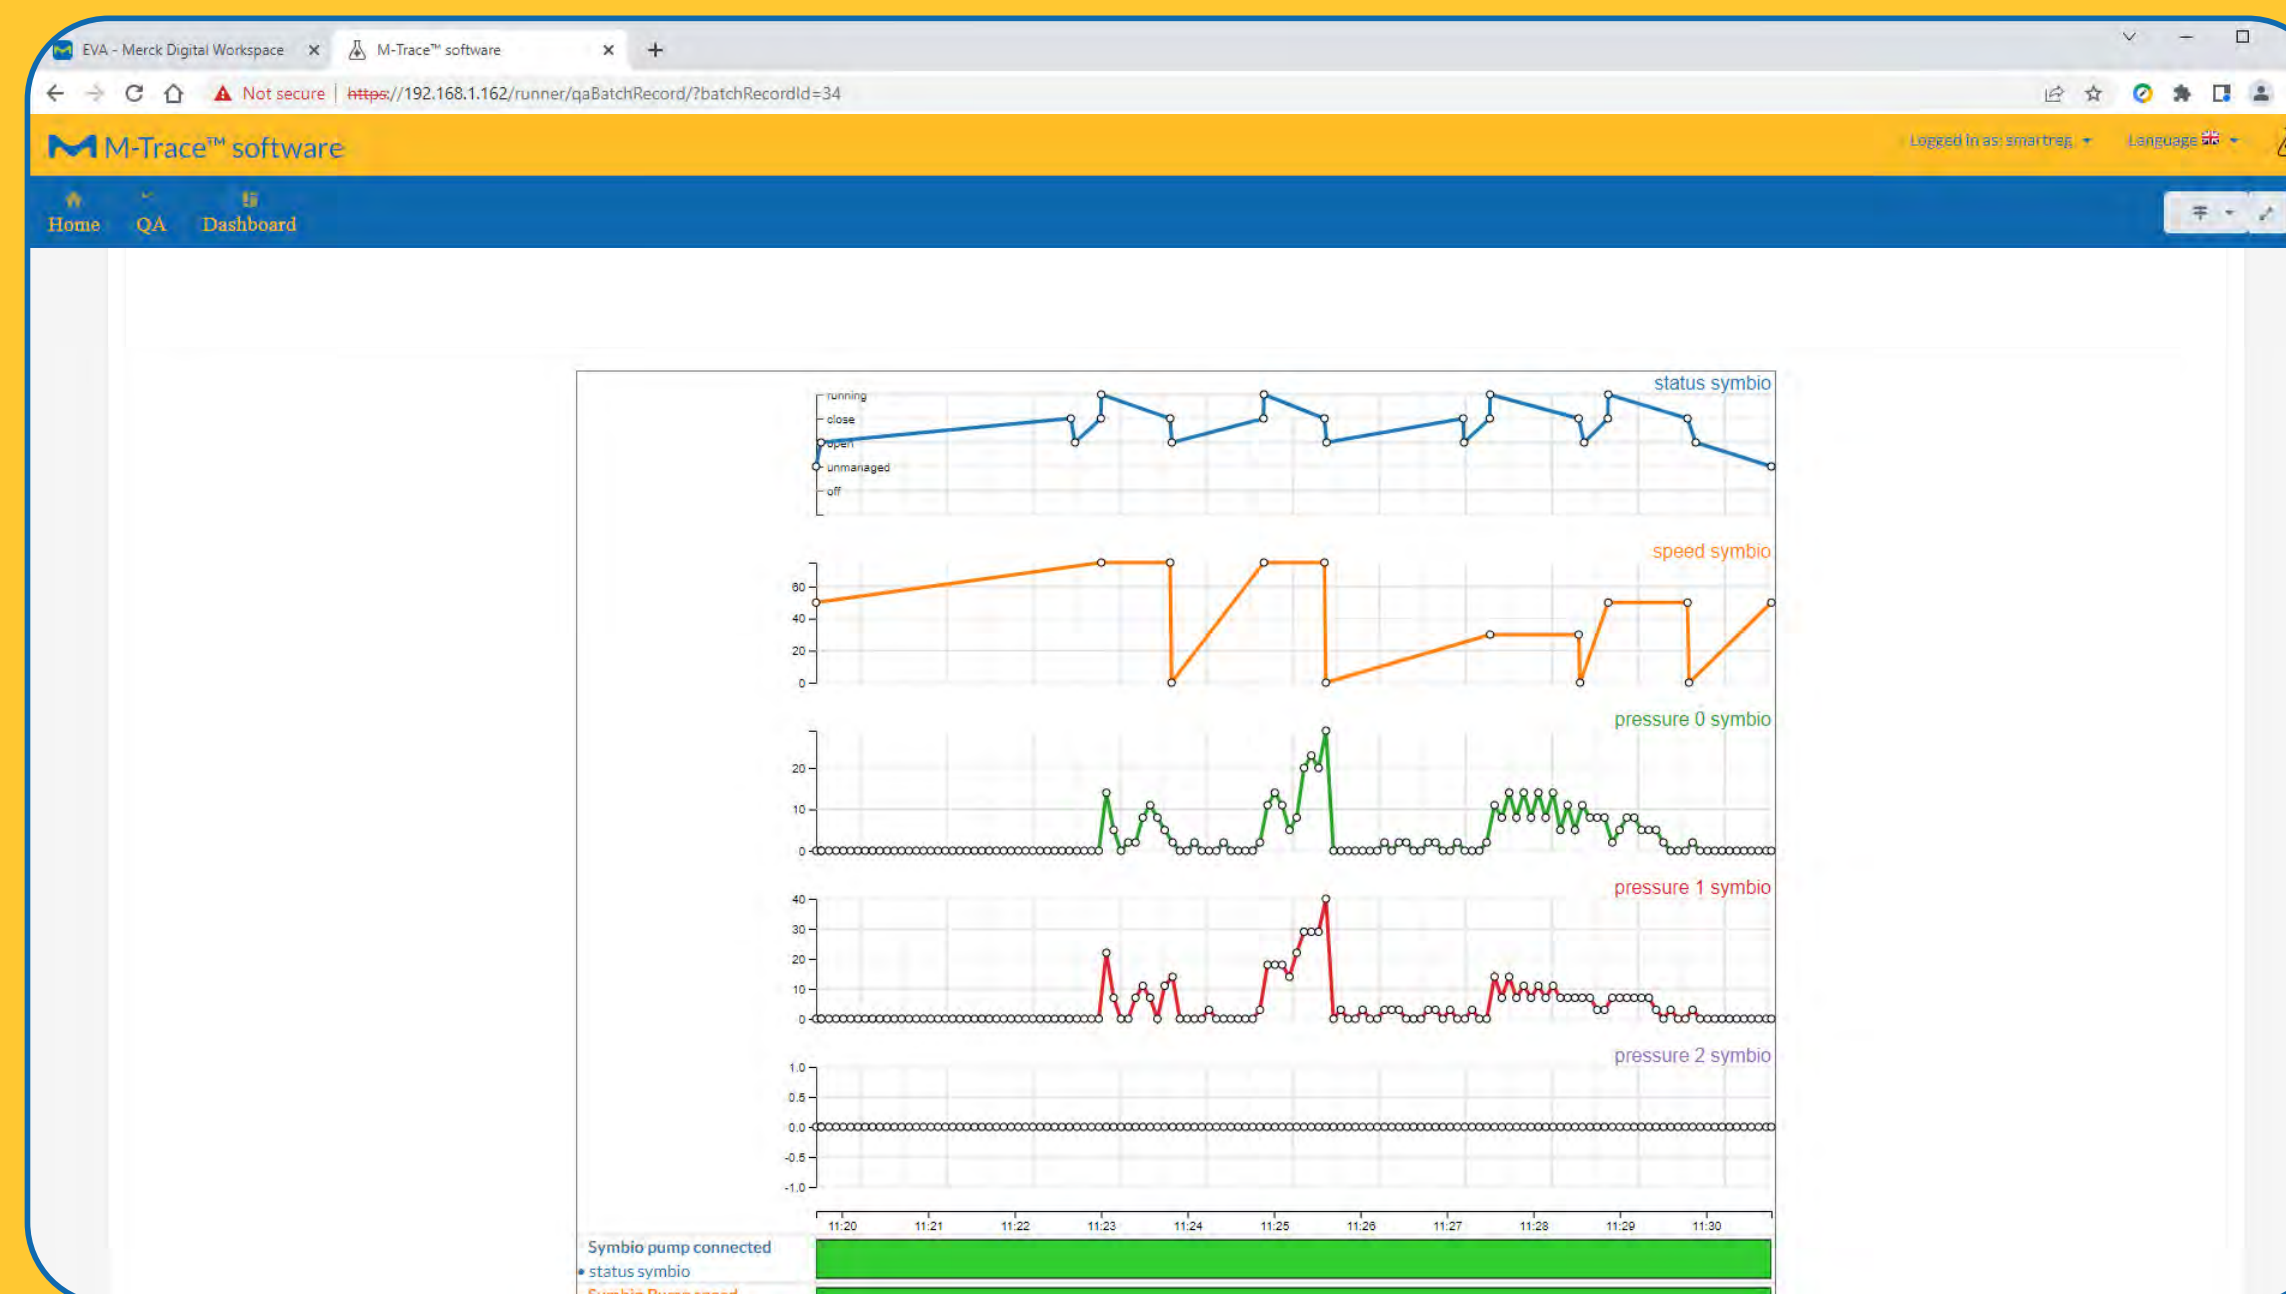 EVA - Merck Digital Workspace
M-Trace™ software
Not secure https://192.168.1.162/runner/qaBatchRecord/?batchRecordId=34
M-Trace™ software
Logged in as: smartreg
Language
Home QA Dashboard
status symbio
running
close
open
unmanaged
off
speed symbio
60
40
20
0
pressure 0 symbio
20
10
0
pressure 1 symbio
40
30
20
10
0
pressure 2 symbio
1.0
0.5
0.0
-0.5
-1.0
11:20 11:21 11:22 11:23 11:24 11:25 11:26 11:27 11:28 11:29 11:30
Symbio pump connected
• status symbio
Symbio Pump speed